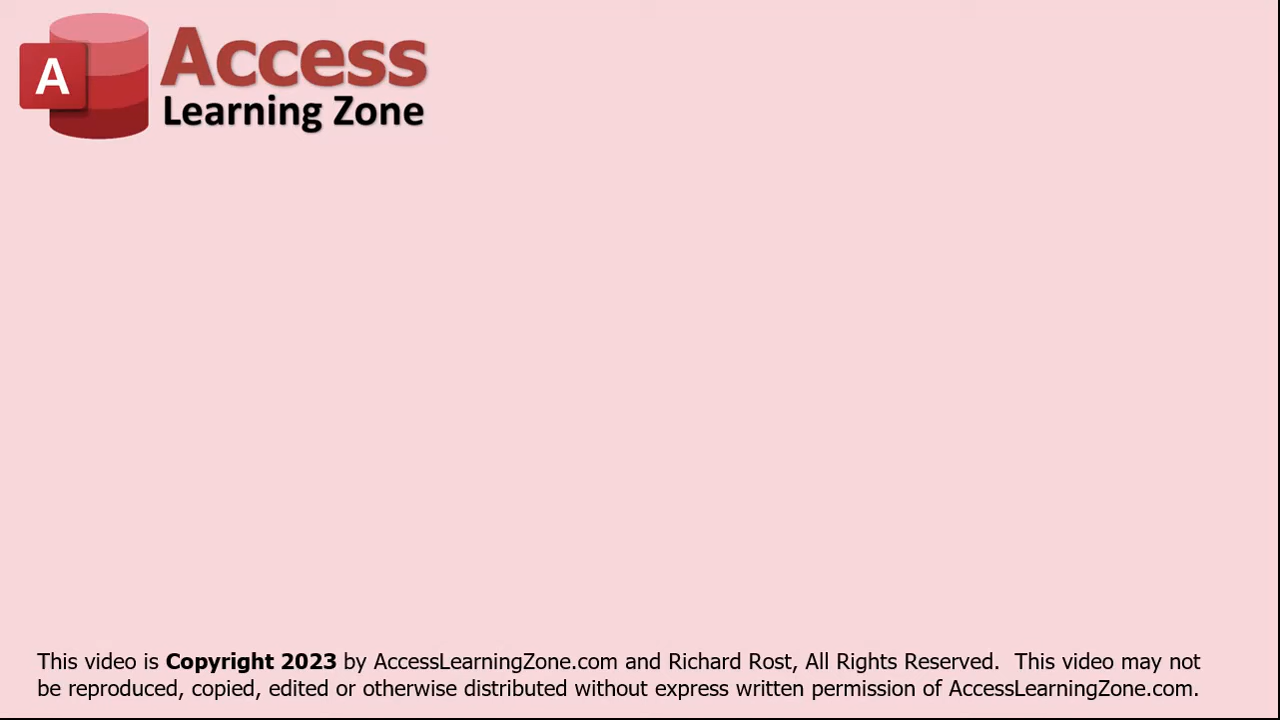 A
Access
Learning Zone
This video is Copyright 2023 by AccessLearningZone.com and Richard Rost, All Rights Reserved.  This video may not
be reproduced, copied, edited or otherwise distributed without express written permission of AccessLearningZone.com.